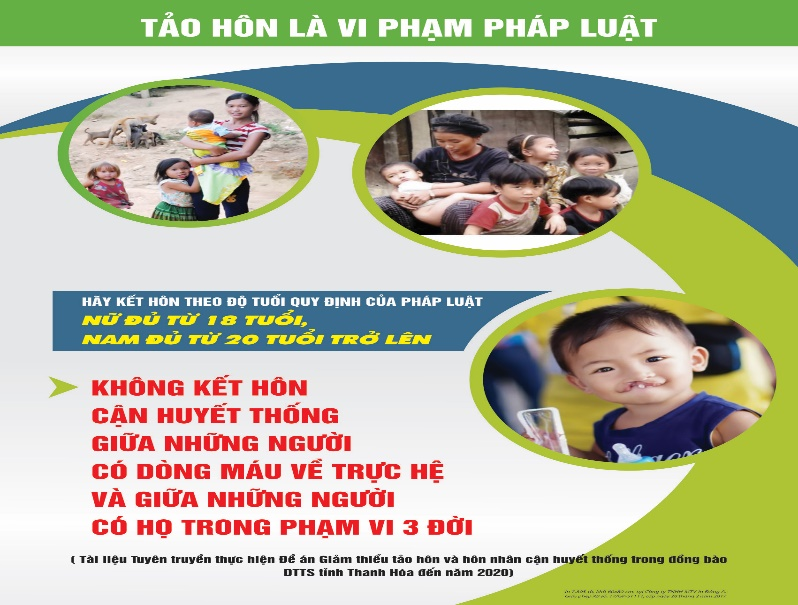 TẢO HÔN LÀ VI PHẠM PHÁP LUẬT
HÃY KẾT HÔN THEO ĐỘ TUỔI QUY ĐỊNH CỦA PHÁP LUẬT
NỮ ĐỦ TỪ 18 TUỔI,
NAM ĐỦ TỪ 20 TUỔI TRỞ LÊN
KHÔNG KẾT HÔN
CẬN HUYẾT THỐNG
GIỮA NHỮNG NGƯỜI
CÓ DÒNG MÁU VỀ TRỰC HỆ
VÀ GIỮA NHỮNG NGƯỜI
CÓ HỌ TRONG PHẠM VI 3 ĐỜI
( Tài liệu Tuyên truyền thực hiện Đề án Giảm thiểu tảo hôn và hôn nhân cận huyết thống trong đồng bào
DTTS tỉnh Thanh Hóa đến năm 2020)